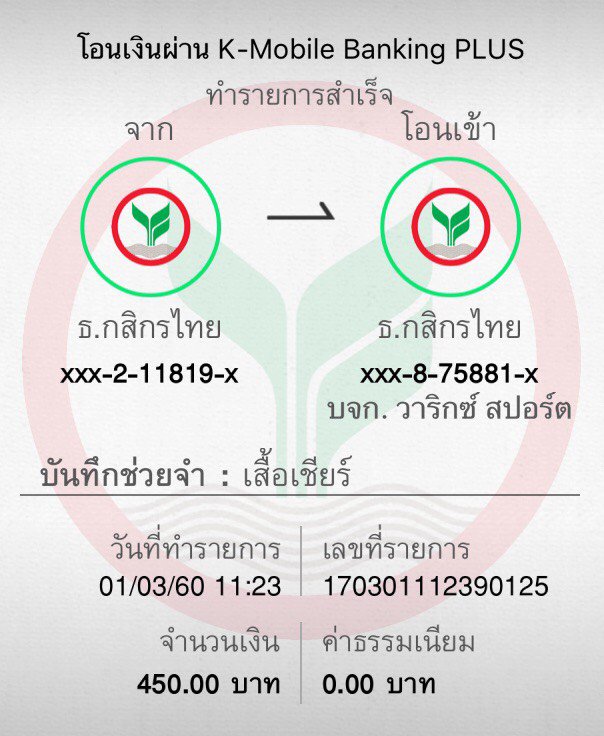 โอนเงินผ่าน K-Mobile Banking PLUS
ทำรายการสำเร็จ
จาก โอนเข้า
ธ.กสิกรไทย ธ.กสิกรไทย
xxx-2-11819-x xxx-8-75881-x
บจก. วาริกซ์ สปอร์ต
บันทึกช่วยจำ : เสื้อเชียร์
วันที่ทำรายการ เลขที่รายการ
01/03/60 11:23 170301112390125
จำนวนเงิน ค่าธรรมเนียม
450.00 บาท 0.00 บาท